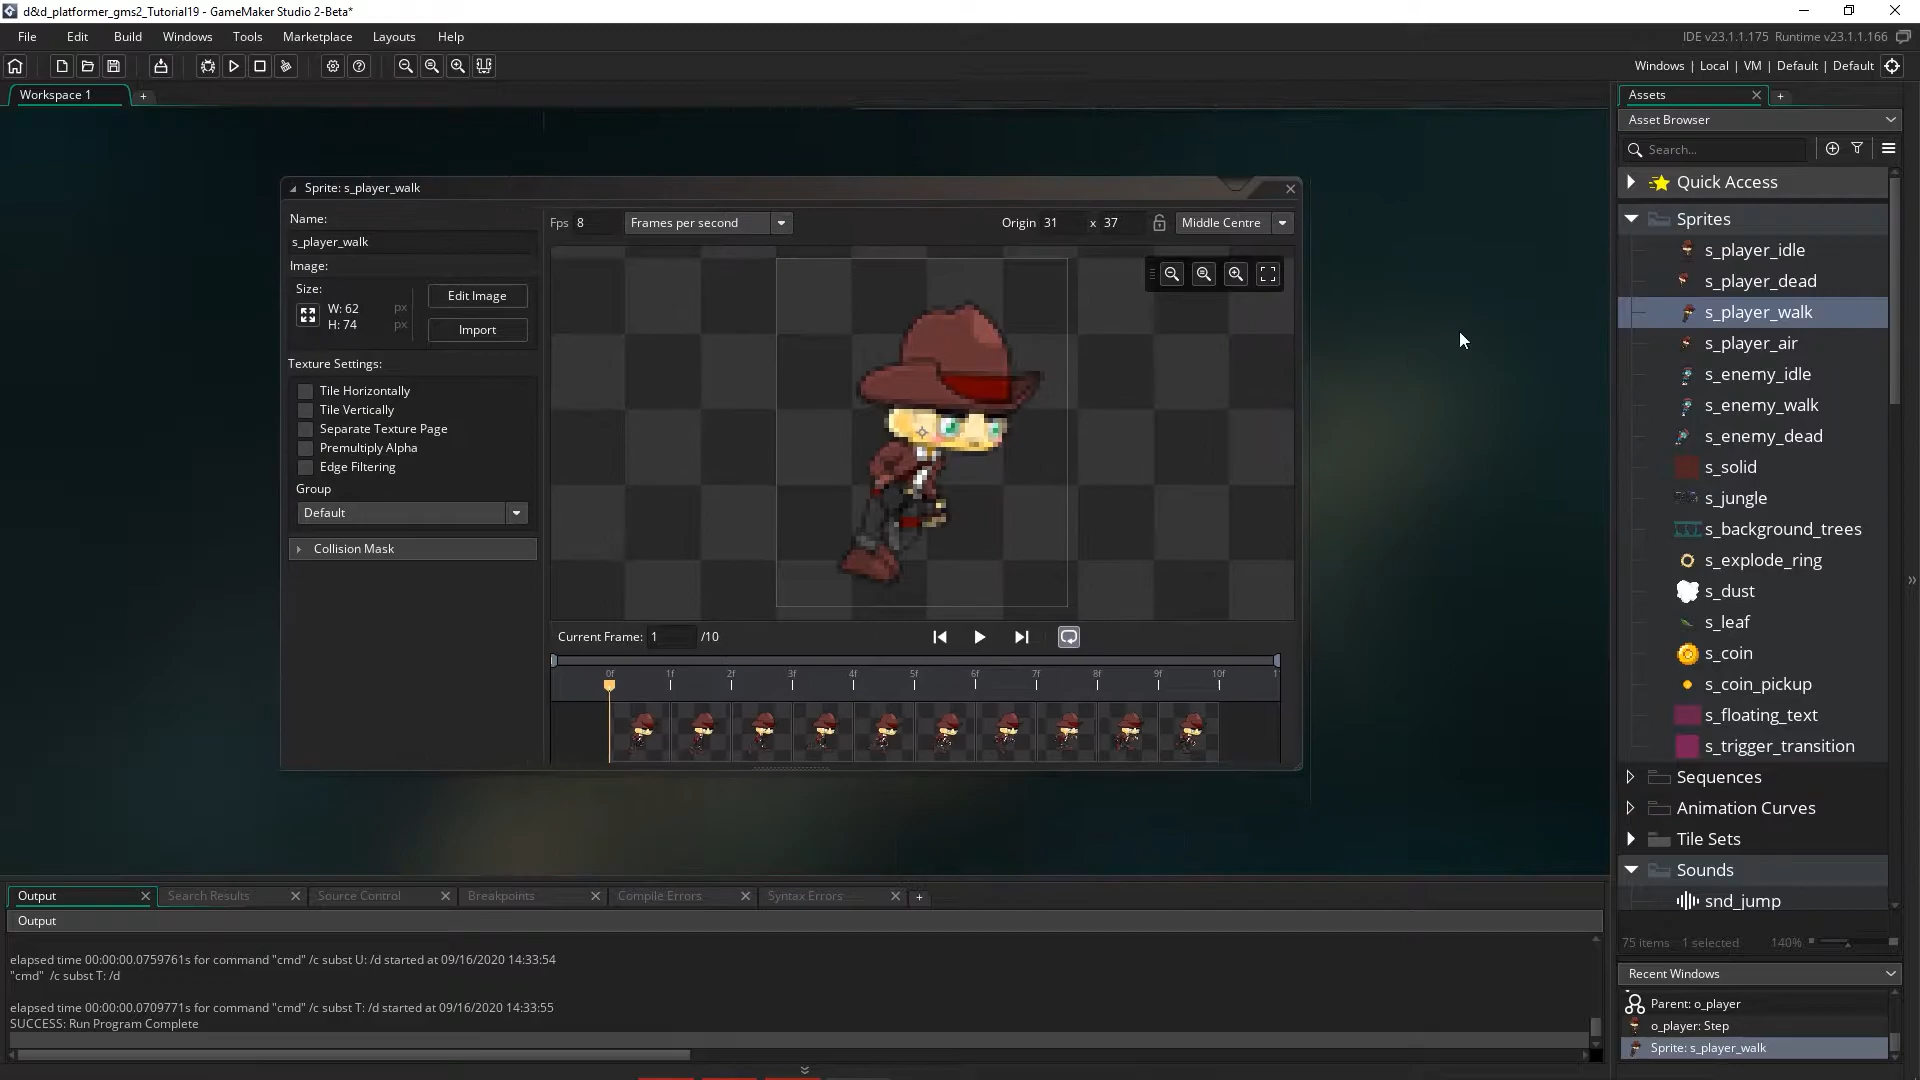 d&d_platformer_gms2_Tutorial19 - GameMaker Studio 2-Beta*
File Edit Build Windows Tools Marketplace Layouts Help
IDE v23.1.1.175 Runtime v23.1.1.166
Windows | Local | VM | Default | Default
Workspace 1
+
Assets
+
Asset Browser
Search...
Quick Access
Sprites
s_player_idle
s_player_dead
s_player_walk
s_player_air
s_enemy_idle
s_enemy_walk
s_enemy_dead
s_solid
s_jungle
s_background_trees
s_explode_ring
s_dust
s_leaf
s_coin
s_coin_pickup
s_floating_text
s_trigger_transition
Sequences
Animation Curves
Tile Sets
Sounds
snd_jump
75 items 1 selected 140%
Recent Windows
Parent: o_player
o_player: Step
Sprite: s_player_walk
Sprite: s_player_walk
Name:
s_player_walk
Image:
Size:
W: 62 px
H: 74 px
Edit Image
Import
Texture Settings:
Tile Horizontally
Tile Vertically
Separate Texture Page
Premultiply Alpha
Edge Filtering
Group
Default
Collision Mask
Fps 8 Frames per second Origin 31 x 37 Middle Centre
Current Frame: 1 /10
0f 1f 2f 3f 4f 5f 6f 7f 8f 9f 10f
Output Search Results Source Control Breakpoints Compile Errors Syntax Errors +
Output
elapsed time 00:00:00.0759761s for command "cmd" /c subst U: /d started at 09/16/2020 14:33:54
"cmd" /c subst T: /d
elapsed time 00:00:00.0709771s for command "cmd" /c subst T: /d started at 09/16/2020 14:33:55
SUCCESS: Run Program Complete